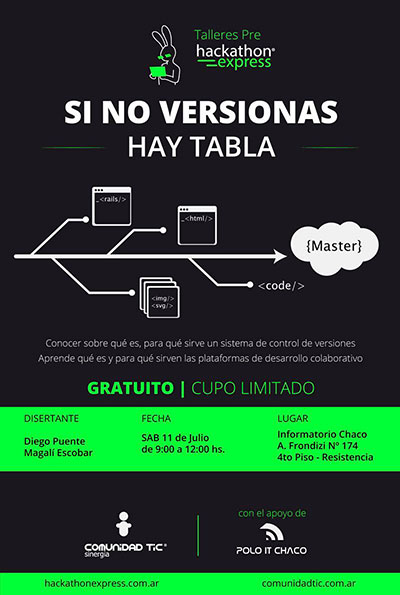 Talleres Pre
hackathon®
express
SI NO VERSIONAS
HAY TABLA
_<rails/>
_<html/>
{Master}
<img/>
<svg/>
<code/>
Conocer sobre qué es, para qué sirve un sistema de control de versiones
Aprende qué es y para qué sirven las plataformas de desarrollo colaborativo
GRATUITO | CUPO LIMITADO
DISERTANTE
Diego Puente
Magalí Escobar
FECHA
SAB 11 de Julio
de 9:00 a 12:00 hs.
LUGAR
Informatorio Chaco
A. Frondizi N° 174
4to Piso - Resistencia
COMUNIDAD TIC®
sinergia
con el apoyo de
POLO IT CHACO
hackathonexpress.com.ar
comunidadtic.com.ar